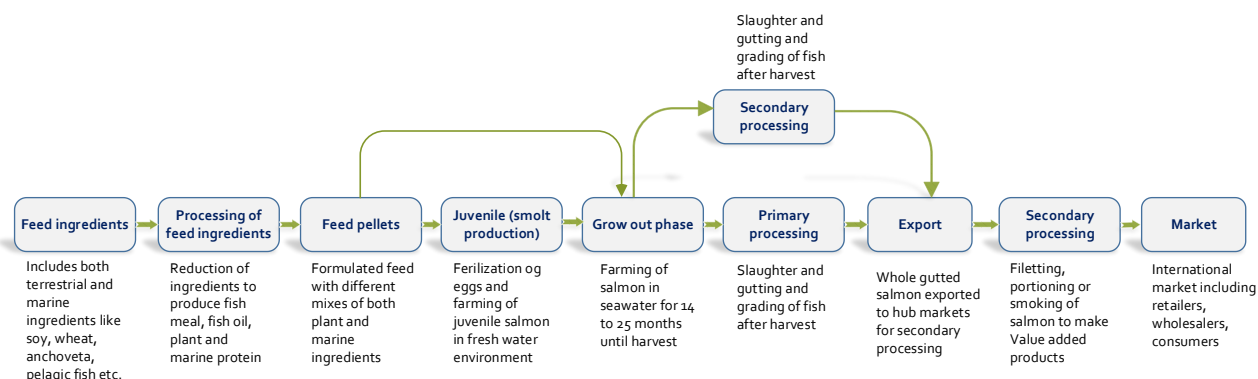 Slaughter and
gutting and
grading of fish
after harvest
Secondary
processing
Feed ingredients
Processing of
feed ingredients
Feed pellets
Juvenile (smolt
production)
Grow out phase
Primary
processing
Export
Secondary
processing
Market
Includes both
terrestrial and
marine
ingredients like
soy, wheat,
anchoveta,
pelagic fish etc.
Reduction of
ingredients to
produce fish
meal, fish oil,
plant and
marine protein
Formulated feed
with different
mixes of both
plant and
marine
ingredients
Ferilization og
eggs and
farming of
juvenile salmon
in fresh water
environment
Farming of
salmon in
seawater for 14
to 25 months
until harvest
Slaughter and
gutting and
grading of fish
after harvest
Whole gutted
salmon exported
to hub markets
for secondary
processing
Filetting,
portioning or
smoking of
salmon to make
Value added
products
International
market including
retailers,
wholesalers,
consumers